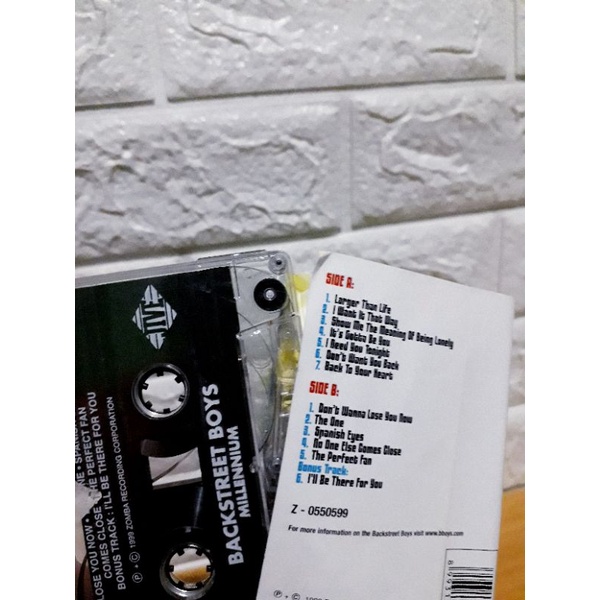 LIVE
NE • SPANIS
LOSE YOU NOW •
COMES CLOSE • THE PERFECT FAN
BONUS TRACK : I'LL BE THERE FOR YOU
℗ • © 1999 ZOMBA RECORDING CORPORATION
BACKSTREET BOYS
MILLENNIUM
SIDE A:
1. Larger Than Life
2. I Want It That Way
3. Show Me The Meaning Of Being Lonely
4. It's Gotta Be You
5. I Need You Tonight
6. Don't Want You Back
7. Back To Your Heart
SIDE B:
1. Don't Wanna Lose You Now
2. The One
3. Spanish Eyes
4. No One Else Comes Close
5. The Perfect Fan
Bonus Track:
6. I'll Be There For You
Z - 0550599
For more information on the Backstreet Boys visit www.bboys.com
℗ • © 1999